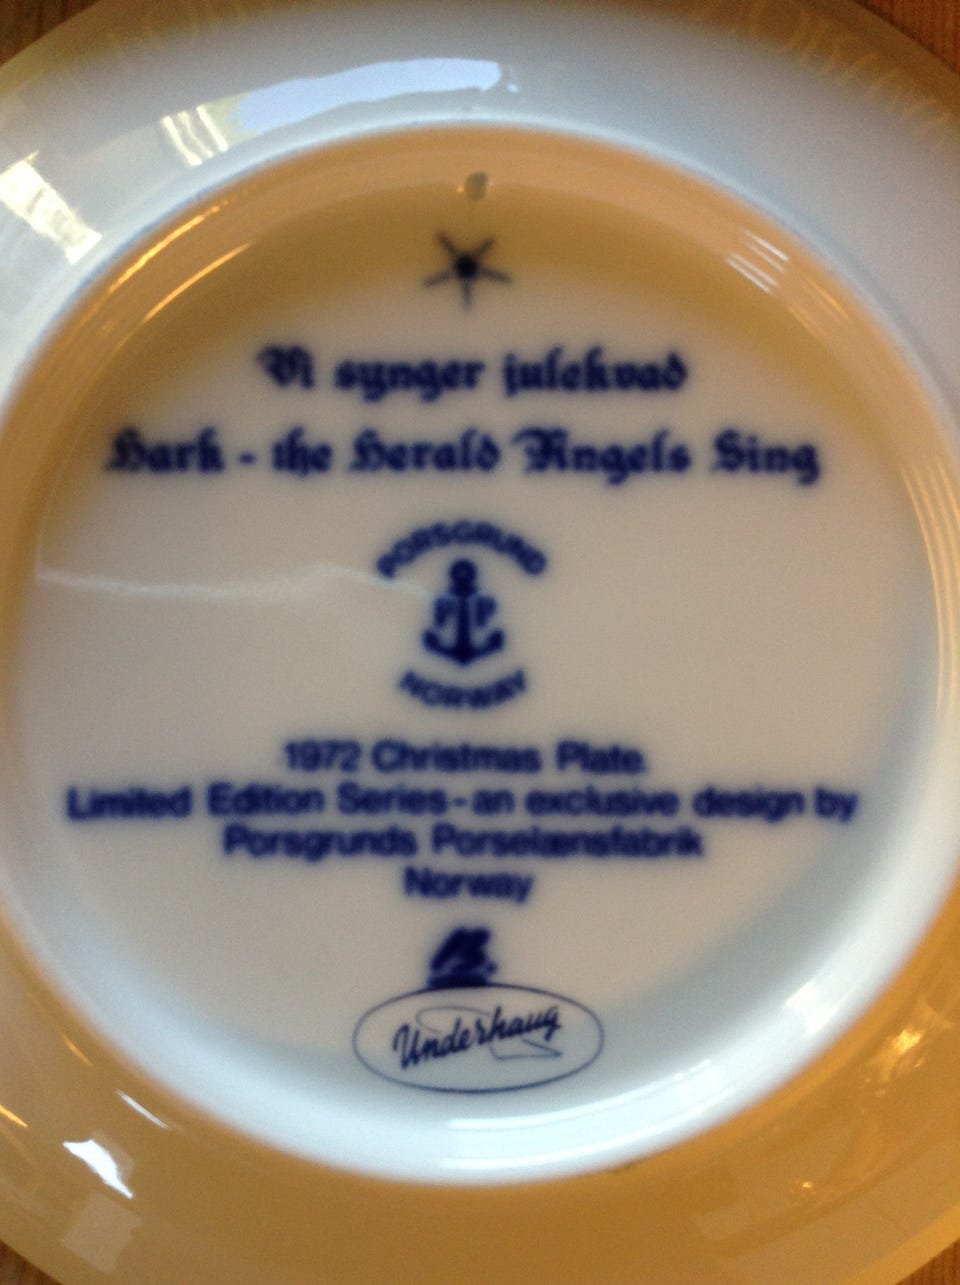 Vi synger julekvad
Hark - the Herald Angels Sing
PORSGRUND
PP
NORWAY
1972 Christmas Plate.
Limited Edition Series - an exclusive design by
Porsgrunds Porselænsfabrik
Norway
Underhaug